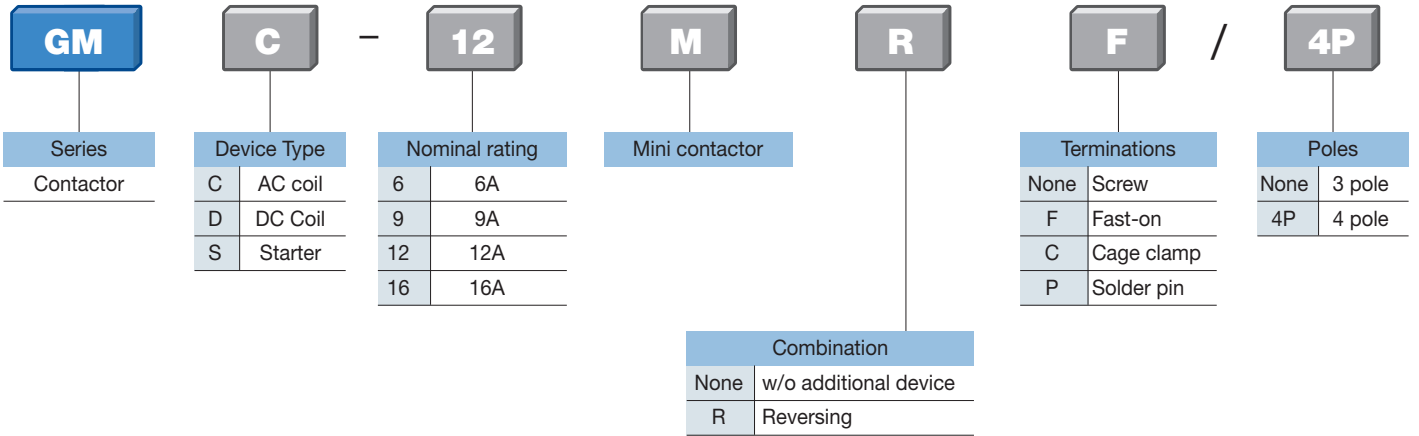 GM C – 12 M R F / 4P
Series
Contactor
Device Type
C AC coil
D DC Coil
S Starter
Nominal rating
6 6A
9 9A
12 12A
16 16A
Mini contactor
Combination
None w/o additional device
R Reversing
Terminations
None Screw
F Fast-on
C Cage clamp
P Solder pin
Poles
None 3 pole
4P 4 pole